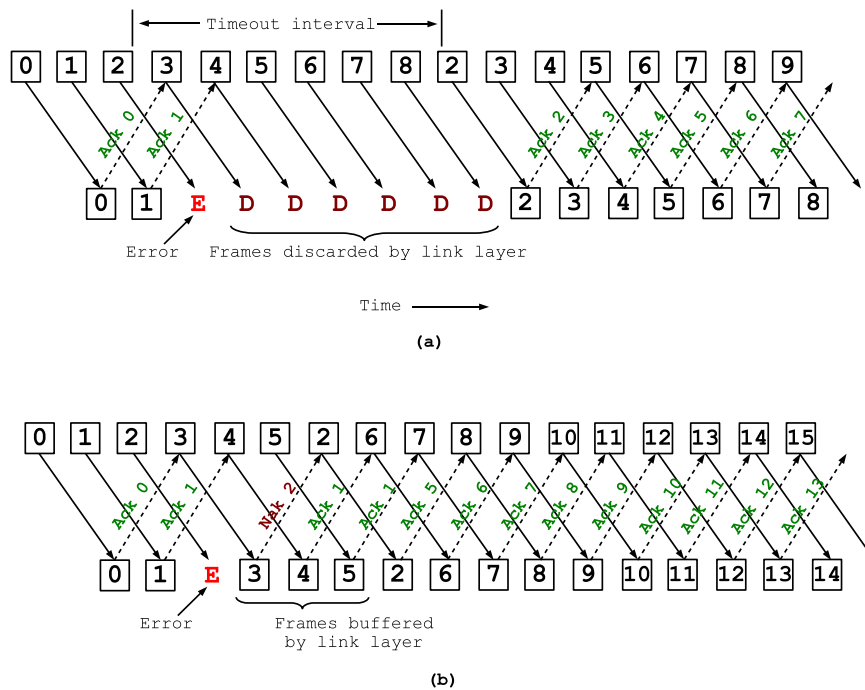 Timeout interval
0 1 2 3 4 5 6 7 8 2 3 4 5 6 7 8 9
Ack 0 Ack 1 Ack 2 Ack 3 Ack 4 Ack 5 Ack 6 Ack 7
0 1 E D D D D D D 2 3 4 5 6 7 8
Error Frames discarded by link layer
Time
(a)
0 1 2 3 4 5 2 6 7 8 9 10 11 12 13 14 15
Ack 0 Ack 1 Nak 2 Ack 1 Ack 1 Ack 5 Ack 6 Ack 7 Ack 8 Ack 9 Ack 10 Ack 11 Ack 12 Ack 13
0 1 E 3 4 5 2 6 7 8 9 10 11 12 13 14
Error Frames buffered
by link layer
(b)